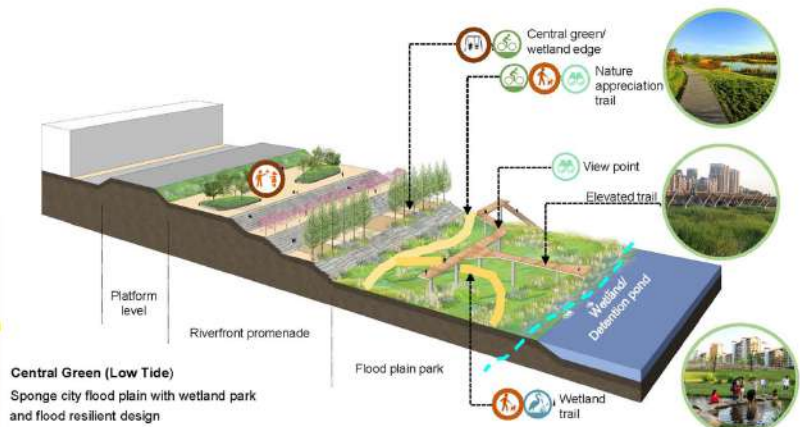 Central green/
wetland edge
Nature
appreciation
trail
View point
Elevated trail
Platform
level
Riverfront promenade
Flood plain park
Wetland/
Detention pond
Wetland
trail
Central Green (Low Tide)
Sponge city flood plain with wetland park
and flood resilient design